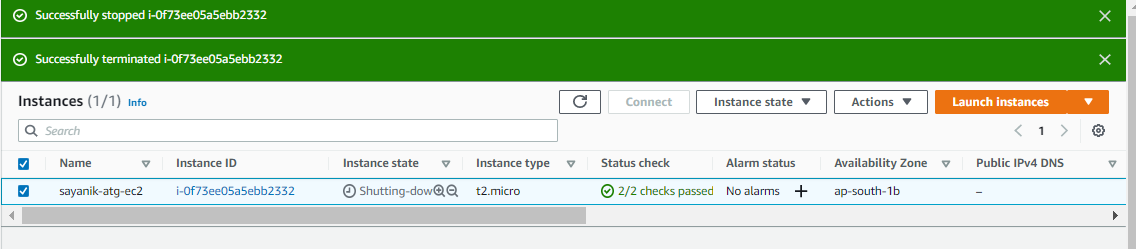 Successfully stopped i-0f73ee05a5ebb2332
Successfully terminated i-0f73ee05a5ebb2332
Instances (1/1) Info Connect Instance state Actions Launch instances
Search 1
Name Instance ID Instance state Instance type Status check Alarm status Availability Zone Public IPv4 DNS
sayanik-atg-ec2 i-0f73ee05a5ebb2332 Shutting-dow t2.micro 2/2 checks passed No alarms + ap-south-1b –